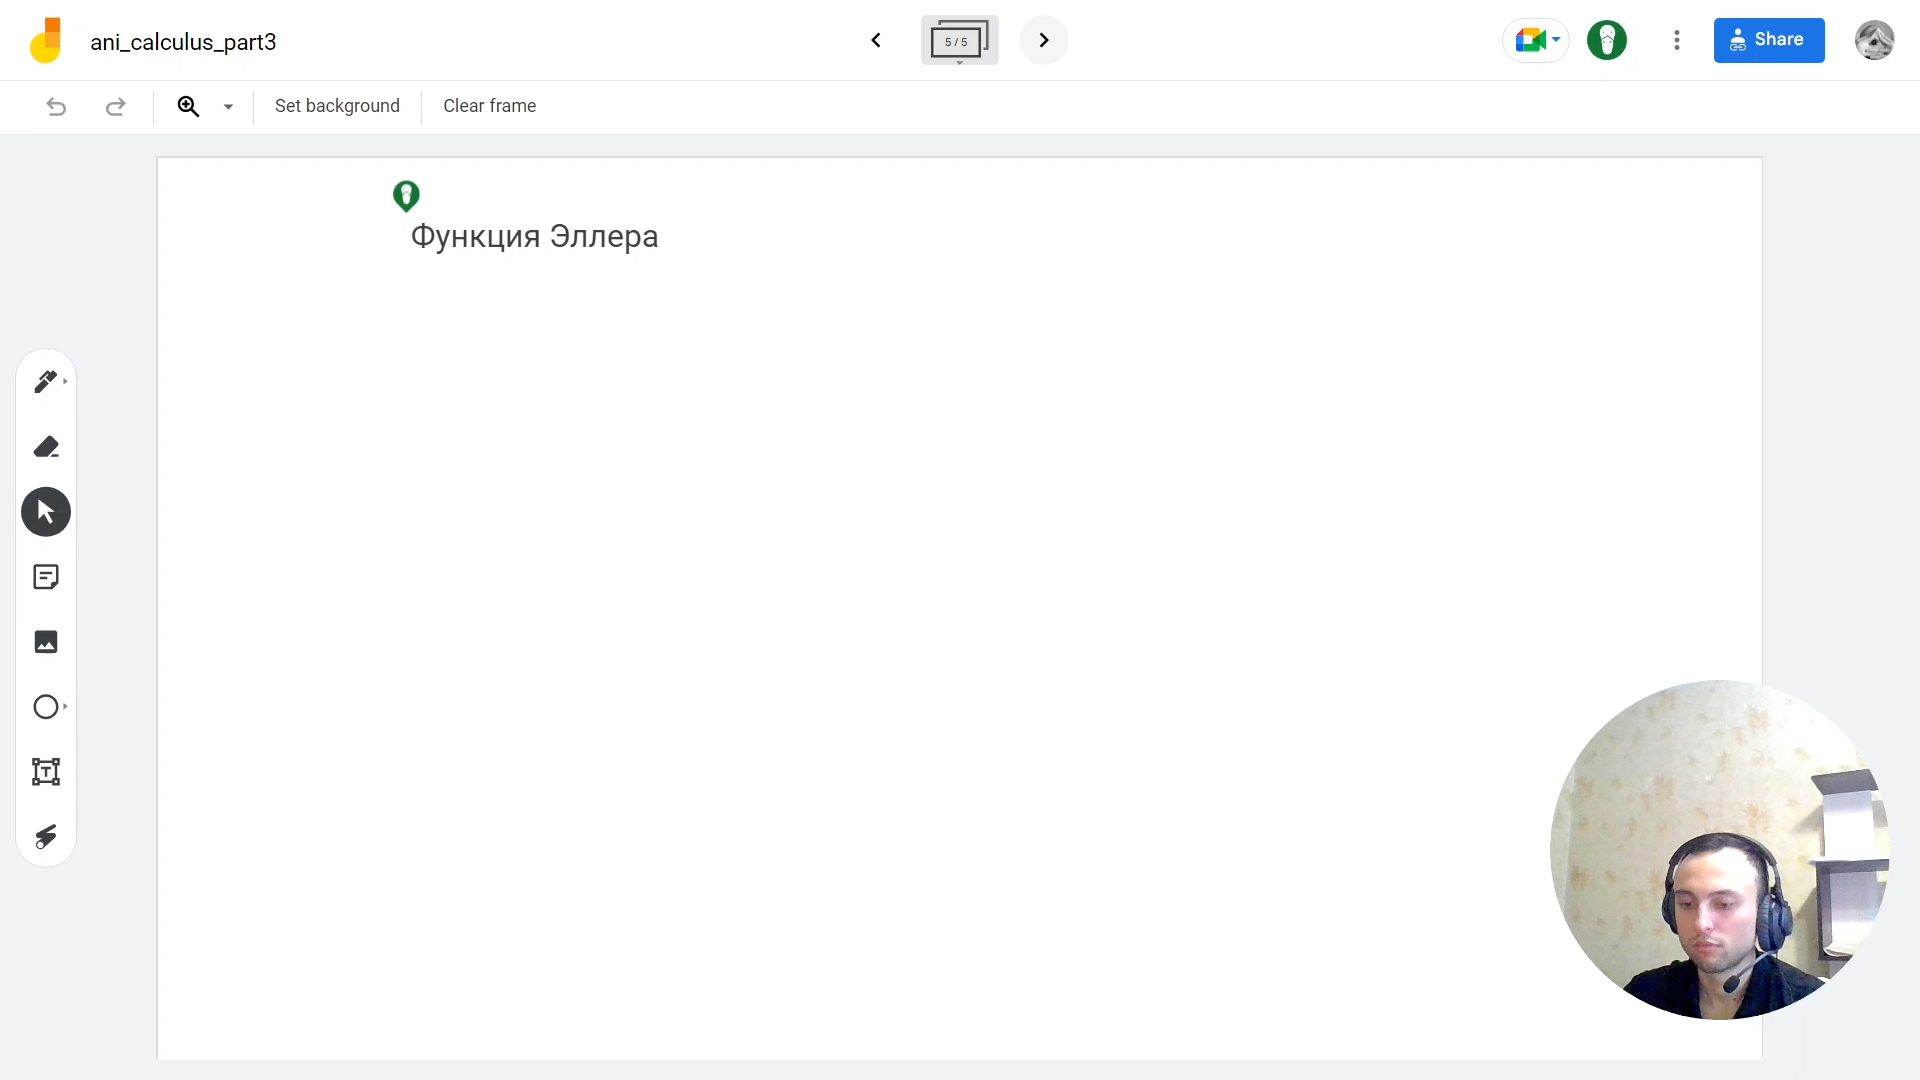 ani_calculus_part3
5 / 5
Share
Set background
Clear frame
Функция Эллера